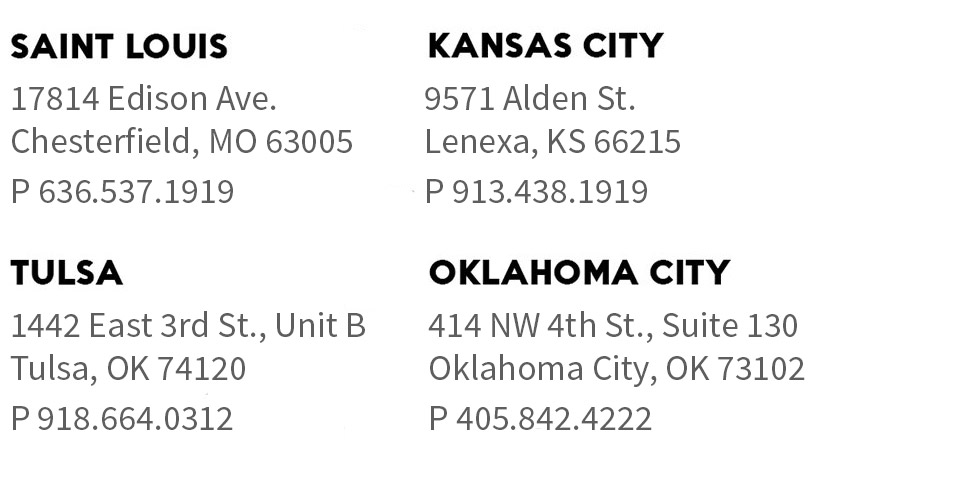 SAINT LOUIS
17814 Edison Ave.
Chesterfield, MO 63005
P 636.537.1919
KANSAS CITY
9571 Alden St.
Lenexa, KS 66215
P 913.438.1919
TULSA
1442 East 3rd St., Unit B
Tulsa, OK 74120
P 918.664.0312
OKLAHOMA CITY
414 NW 4th St., Suite 130
Oklahoma City, OK 73102
P 405.842.4222